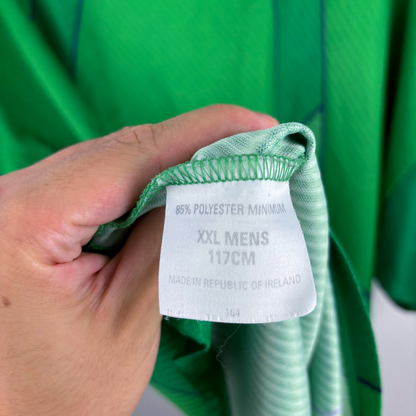 85% POLYESTER MINIMUM
XXL MENS
117CM
MADE IN REPUBLIC OF IRELAND
164